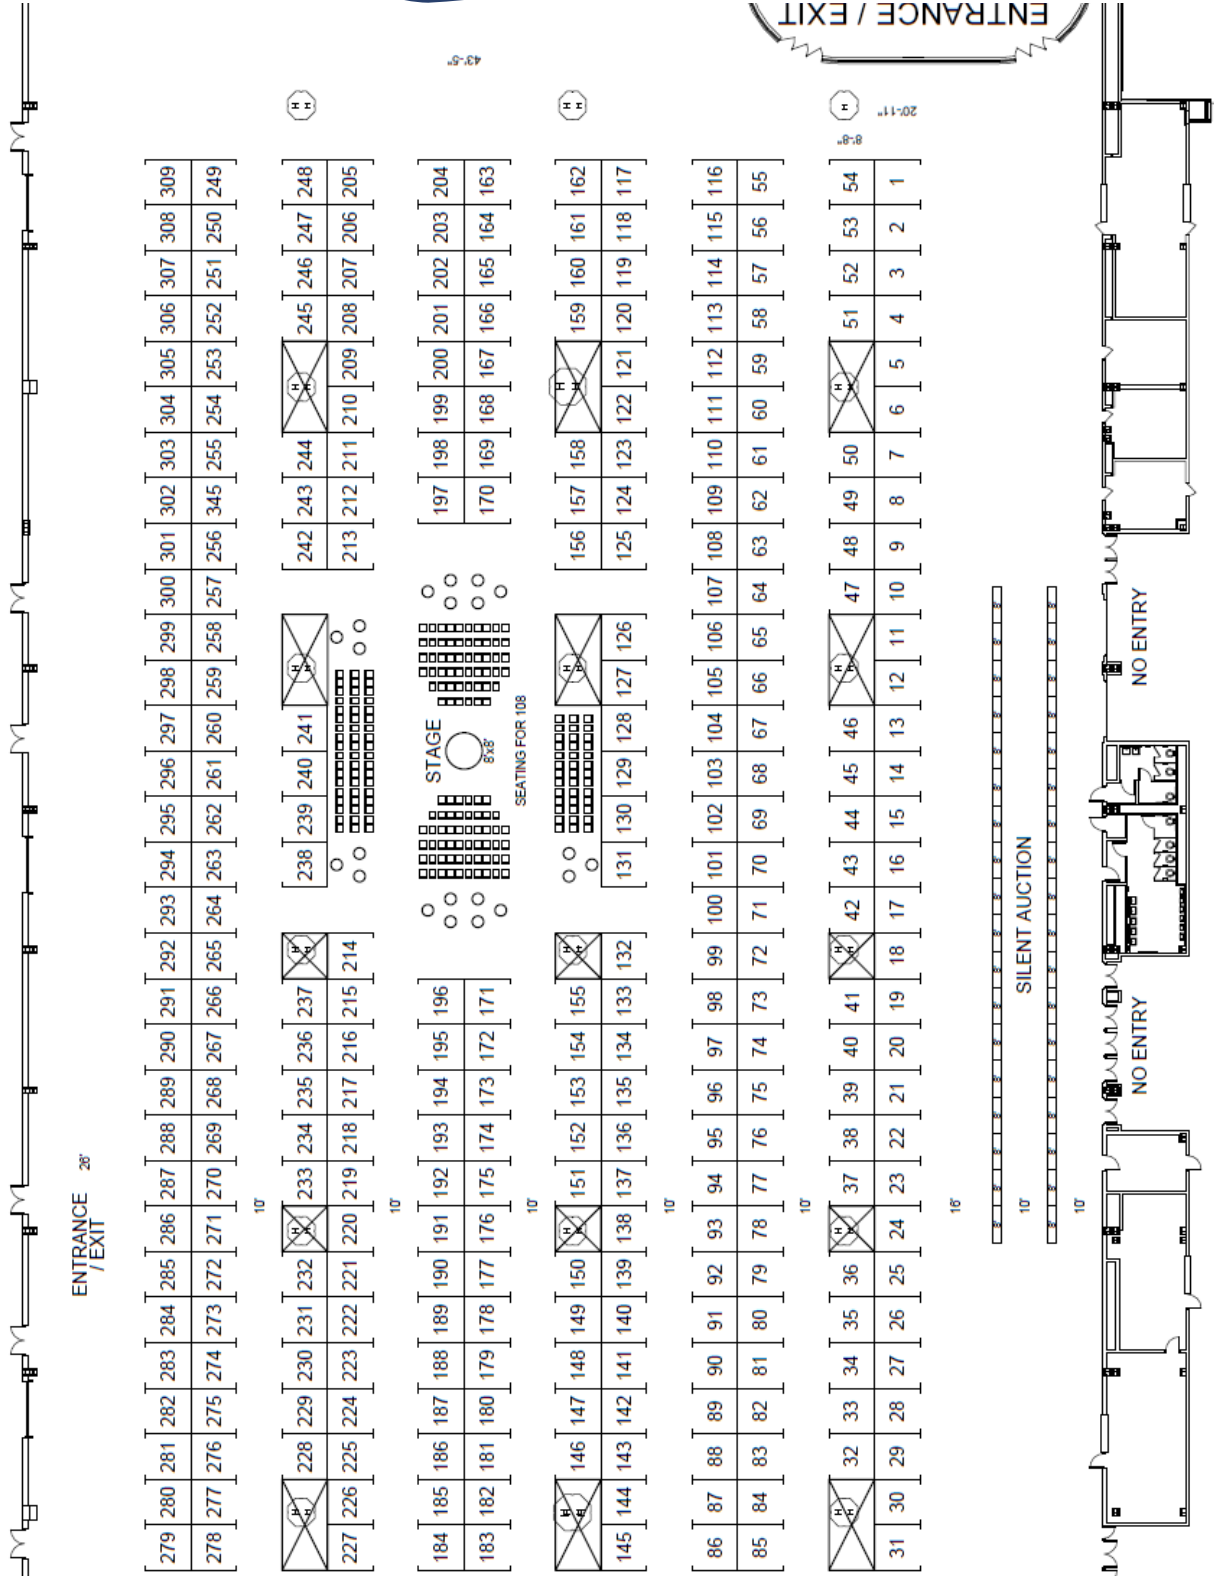 ENTRANCE / EXIT
43'-5"
20'-11"
8'-8"
309 249 248 205 204 163 162 117 116 55 54 1
308 250 247 206 203 164 161 118 115 56 53 2
307 251 246 207 202 165 160 119 114 57 52 3
306 252 245 208 201 166 159 120 113 58 51 4
305 253 209 200 167 121 112 59 5
304 254 210 199 168 122 111 60 6
303 255 244 211 198 169 158 123 110 61 50 7
302 345 243 212 197 170 157 124 109 62 49 8
301 256 242 213 156 125 108 63 48 9
300 257 107 64 47 10
299 258 126 106 65 11
298 259 127 105 66 12
297 260 241 128 104 67 46 13
296 261 240 129 103 68 45 14
295 262 239 130 102 69 44 15
294 263 238 131 101 70 43 16
293 264 100 71 42 17
292 265 214 132 99 72 18
291 266 237 215 196 171 155 133 98 73 41 19
290 267 236 216 195 172 154 134 97 74 40 20
289 268 235 217 194 173 153 135 96 75 39 21
288 269 234 218 193 174 152 136 95 76 38 22
287 270 233 219 192 175 151 137 94 77 37 23
286 271 220 191 176 138 93 78 24
285 272 232 221 190 177 150 139 92 79 36 25
284 273 231 222 189 178 149 140 91 80 35 26
283 274 230 223 188 179 148 141 90 81 34 27
282 275 229 224 187 180 147 142 89 82 33 28
281 276 228 225 186 181 146 143 88 83 32 29
280 277 226 185 182 144 87 84 30
279 278 227 184 183 145 86 85 31
STAGE
8'x8'
SEATING FOR 108
SILENT AUCTION
NO ENTRY
NO ENTRY
ENTRANCE
/ EXIT
26'
10'
10'
10'
10'
10'
16'
10'
10'